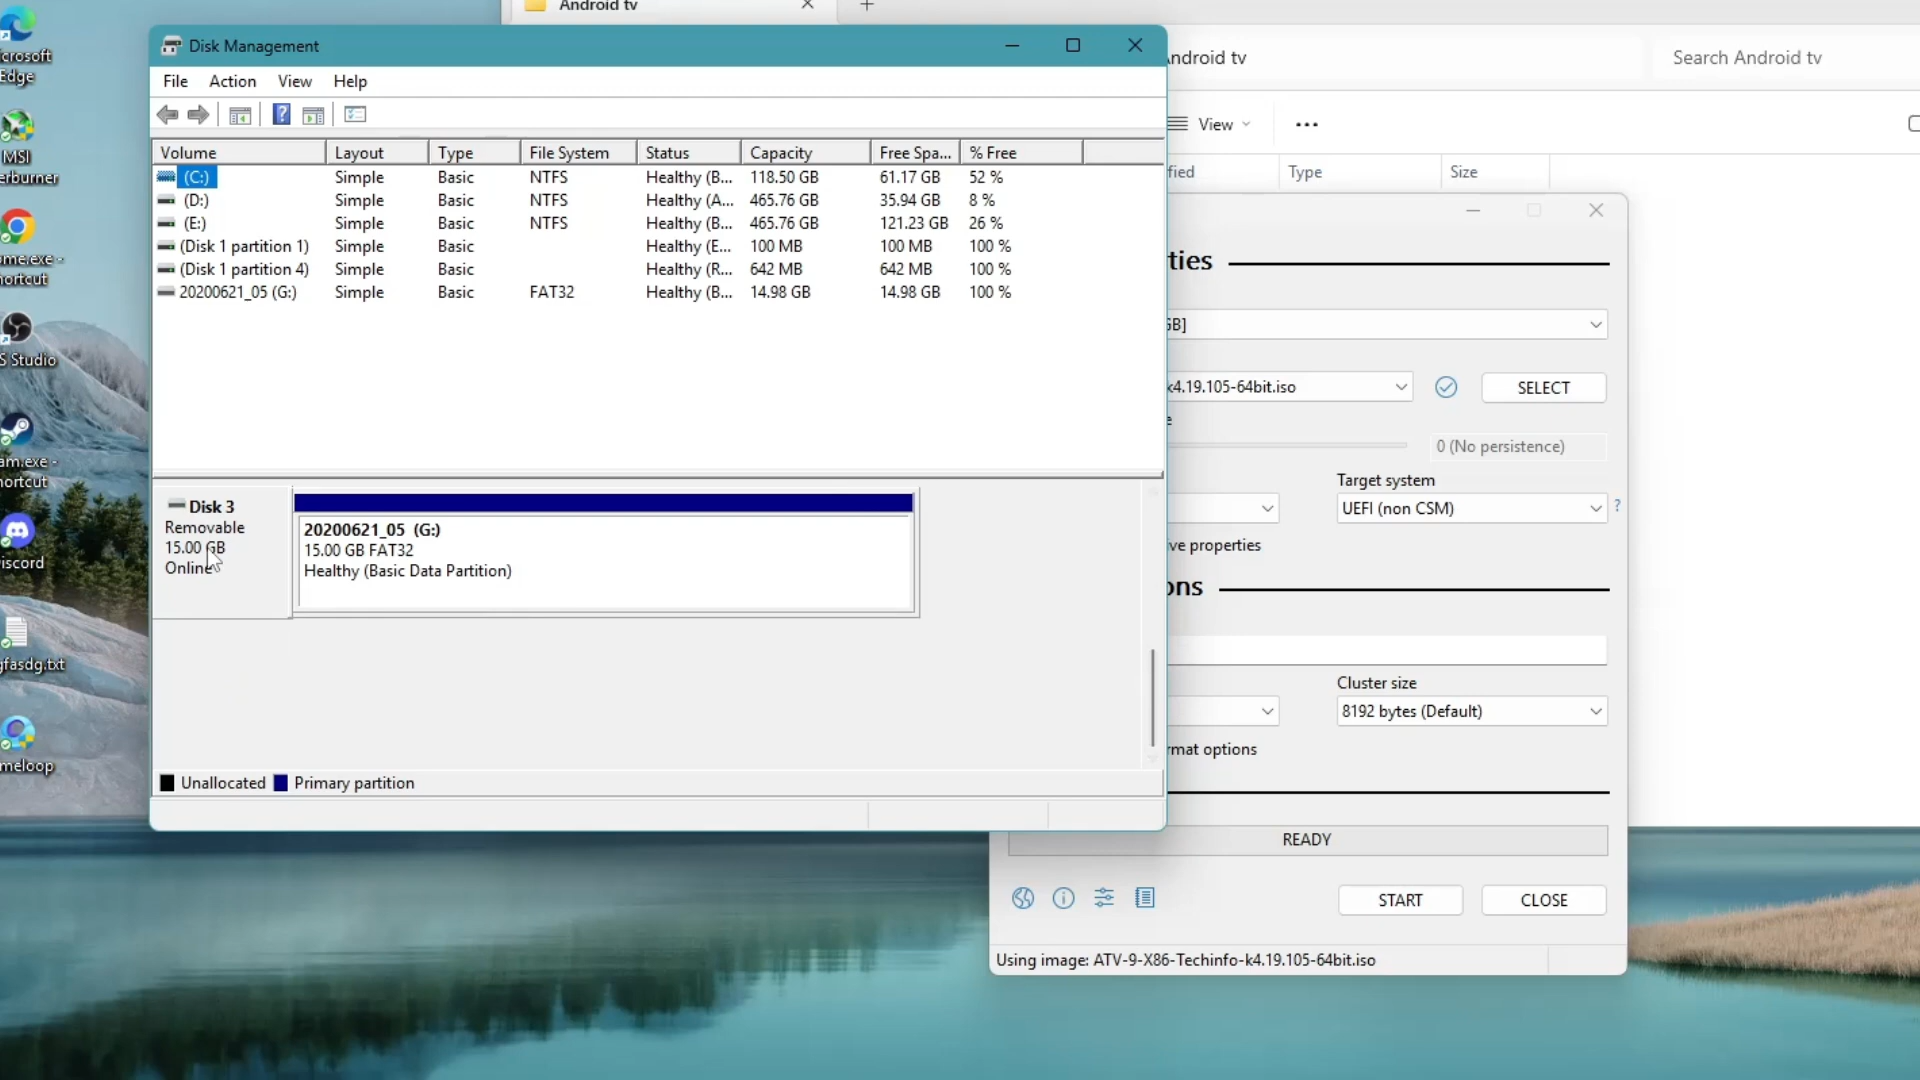 Android tv
Disk Management
File Action View Help
Volume Layout Type File System Status Capacity Free Spa... % Free
(C:) Simple Basic NTFS Healthy (B... 118.50 GB 61.17 GB 52 %
(D:) Simple Basic NTFS Healthy (A... 465.76 GB 35.94 GB 8 %
(E:) Simple Basic NTFS Healthy (B... 465.76 GB 121.23 GB 26 %
(Disk 1 partition 1) Simple Basic Healthy (E... 100 MB 100 MB 100 %
(Disk 1 partition 4) Simple Basic Healthy (R... 642 MB 642 MB 100 %
20200621_05 (G:) Simple Basic FAT32 Healthy (B... 14.98 GB 14.98 GB 100 %
Disk 3
Removable
15.00 GB
Online
20200621_05 (G:)
15.00 GB FAT32
Healthy (Basic Data Partition)
Unallocated Primary partition
Android tv
Search Android tv
View
fied Type Size
ties
GB]
k4.19.105-64bit.iso SELECT
e
0 (No persistence)
Target system
UEFI (non CSM) ?
ve properties
ons
Cluster size
8192 bytes (Default)
rmat options
READY
START CLOSE
Using image: ATV-9-X86-Techinfo-k4.19.105-64bit.iso
crosoft
Edge
MSI
erburner
ome.exe -
hortcut
S Studio
am.exe -
hortcut
iscord
gfasdg.txt
meloop